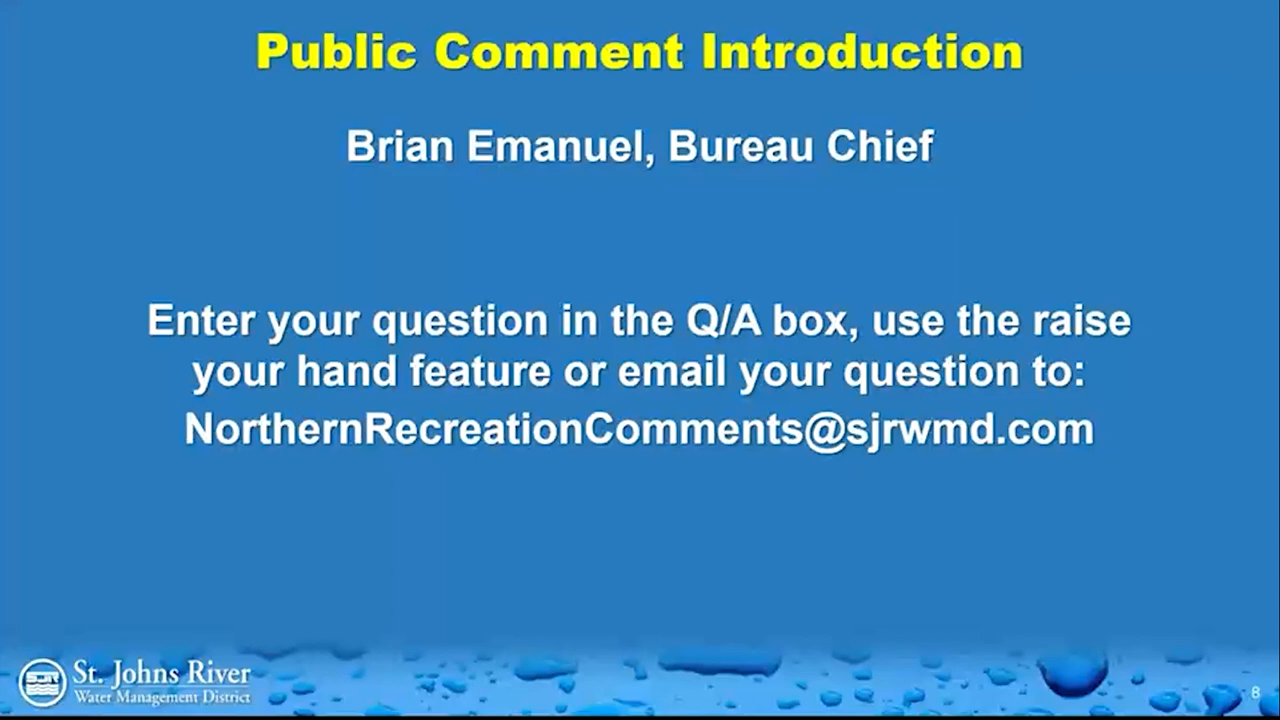 Public Comment Introduction
Brian Emanuel, Bureau Chief
Enter your question in the Q/A box, use the raise
your hand feature or email your question to:
NorthernRecreationComments@sjrwmd.com
St. Johns River
Water Management District
8